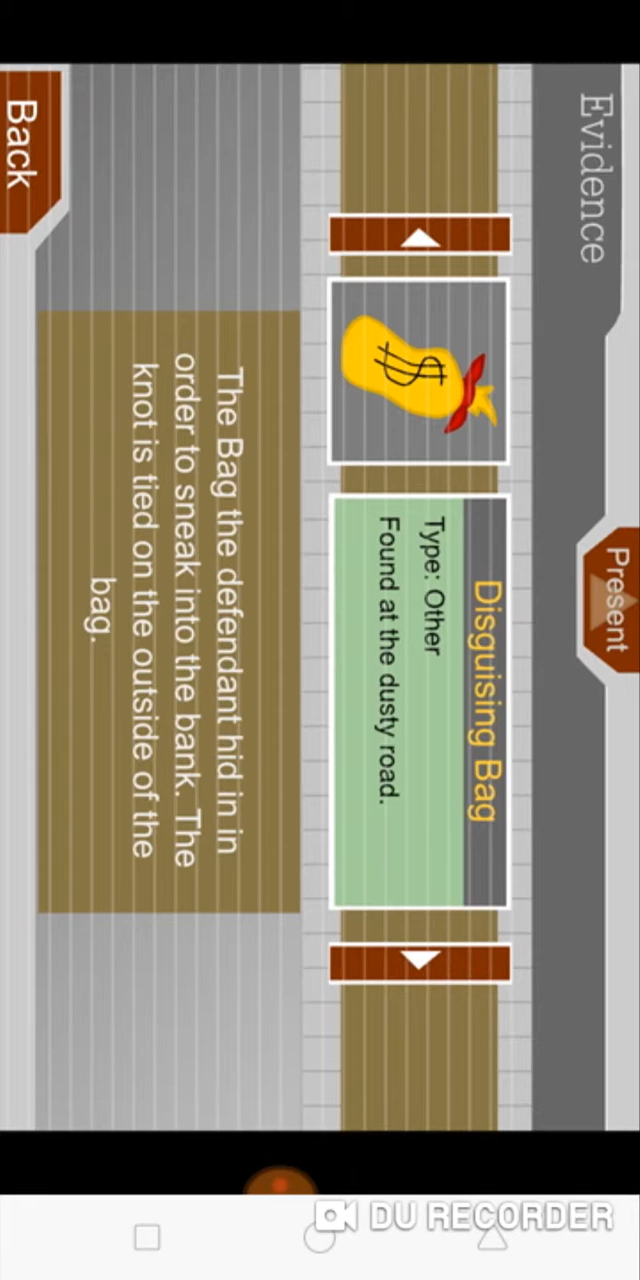 Evidence
Present
Disguising Bag
Type: Other
Found at the dusty road.
$
The Bag the defendant hid in in
order to sneak into the bank. The
knot is tied on the outside of the
bag.
Back
DU RECORDER